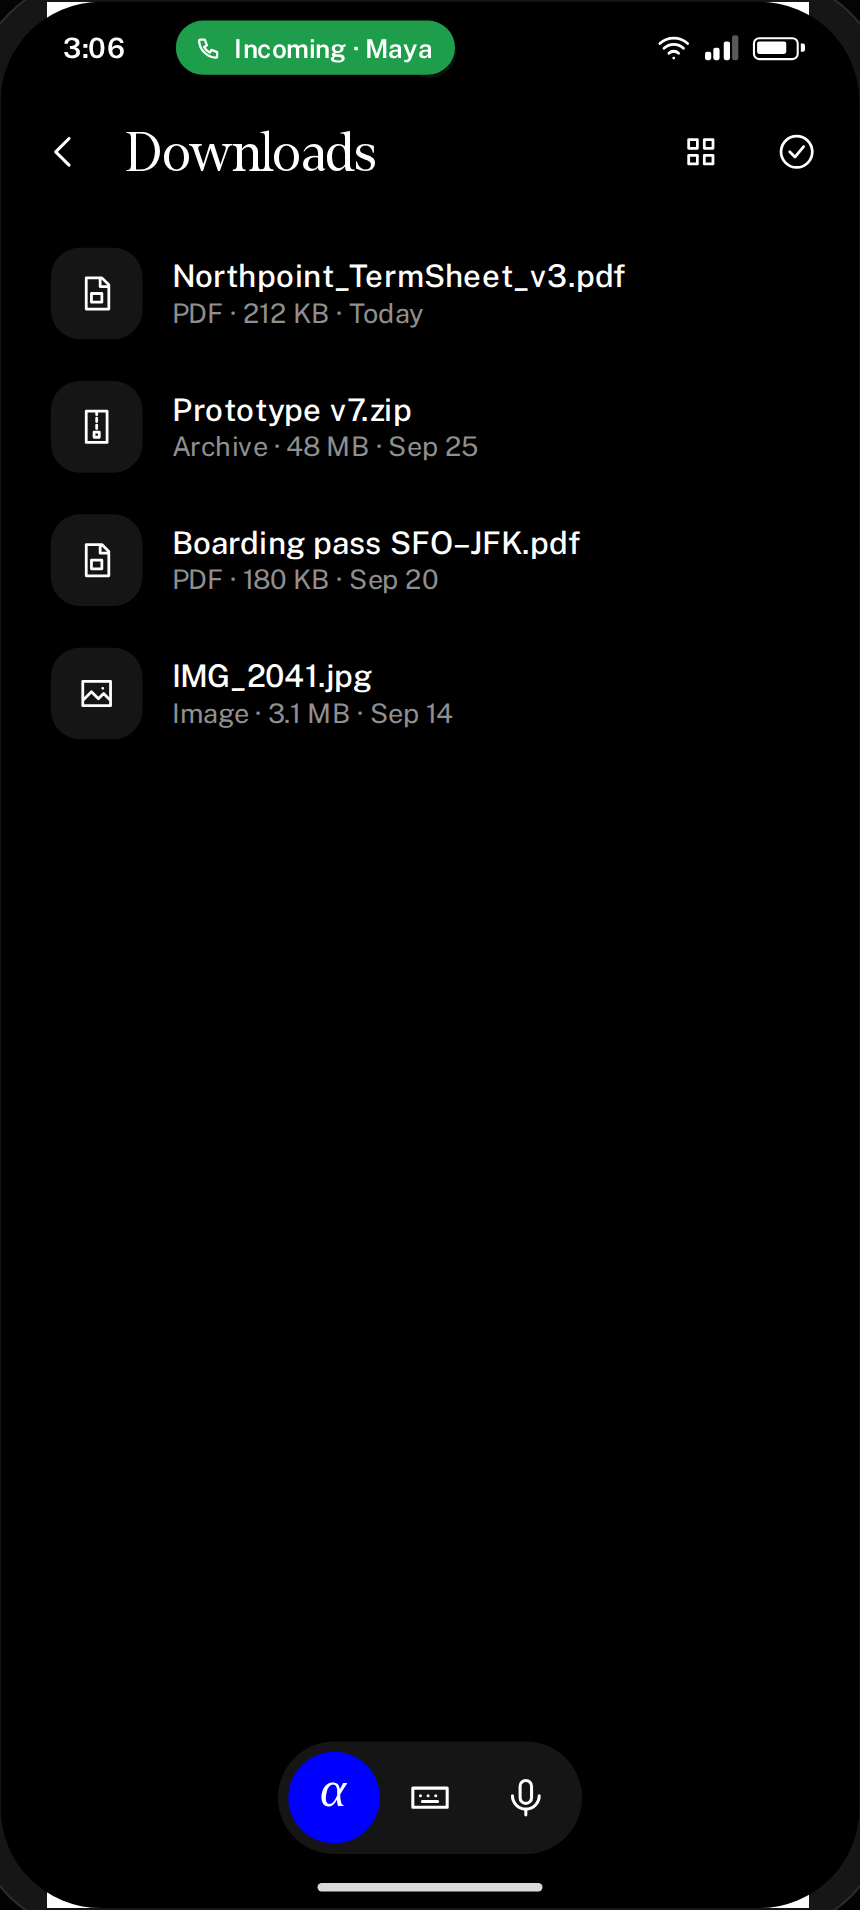 3:06
Incoming · Maya
Downloads
Northpoint_TermSheet_v3.pdf
PDF · 212 KB · Today
Prototype v7.zip
Archive · 48 MB · Sep 25
Boarding pass SFO–JFK.pdf
PDF · 180 KB · Sep 20
IMG_2041.jpg
Image · 3.1 MB · Sep 14
α